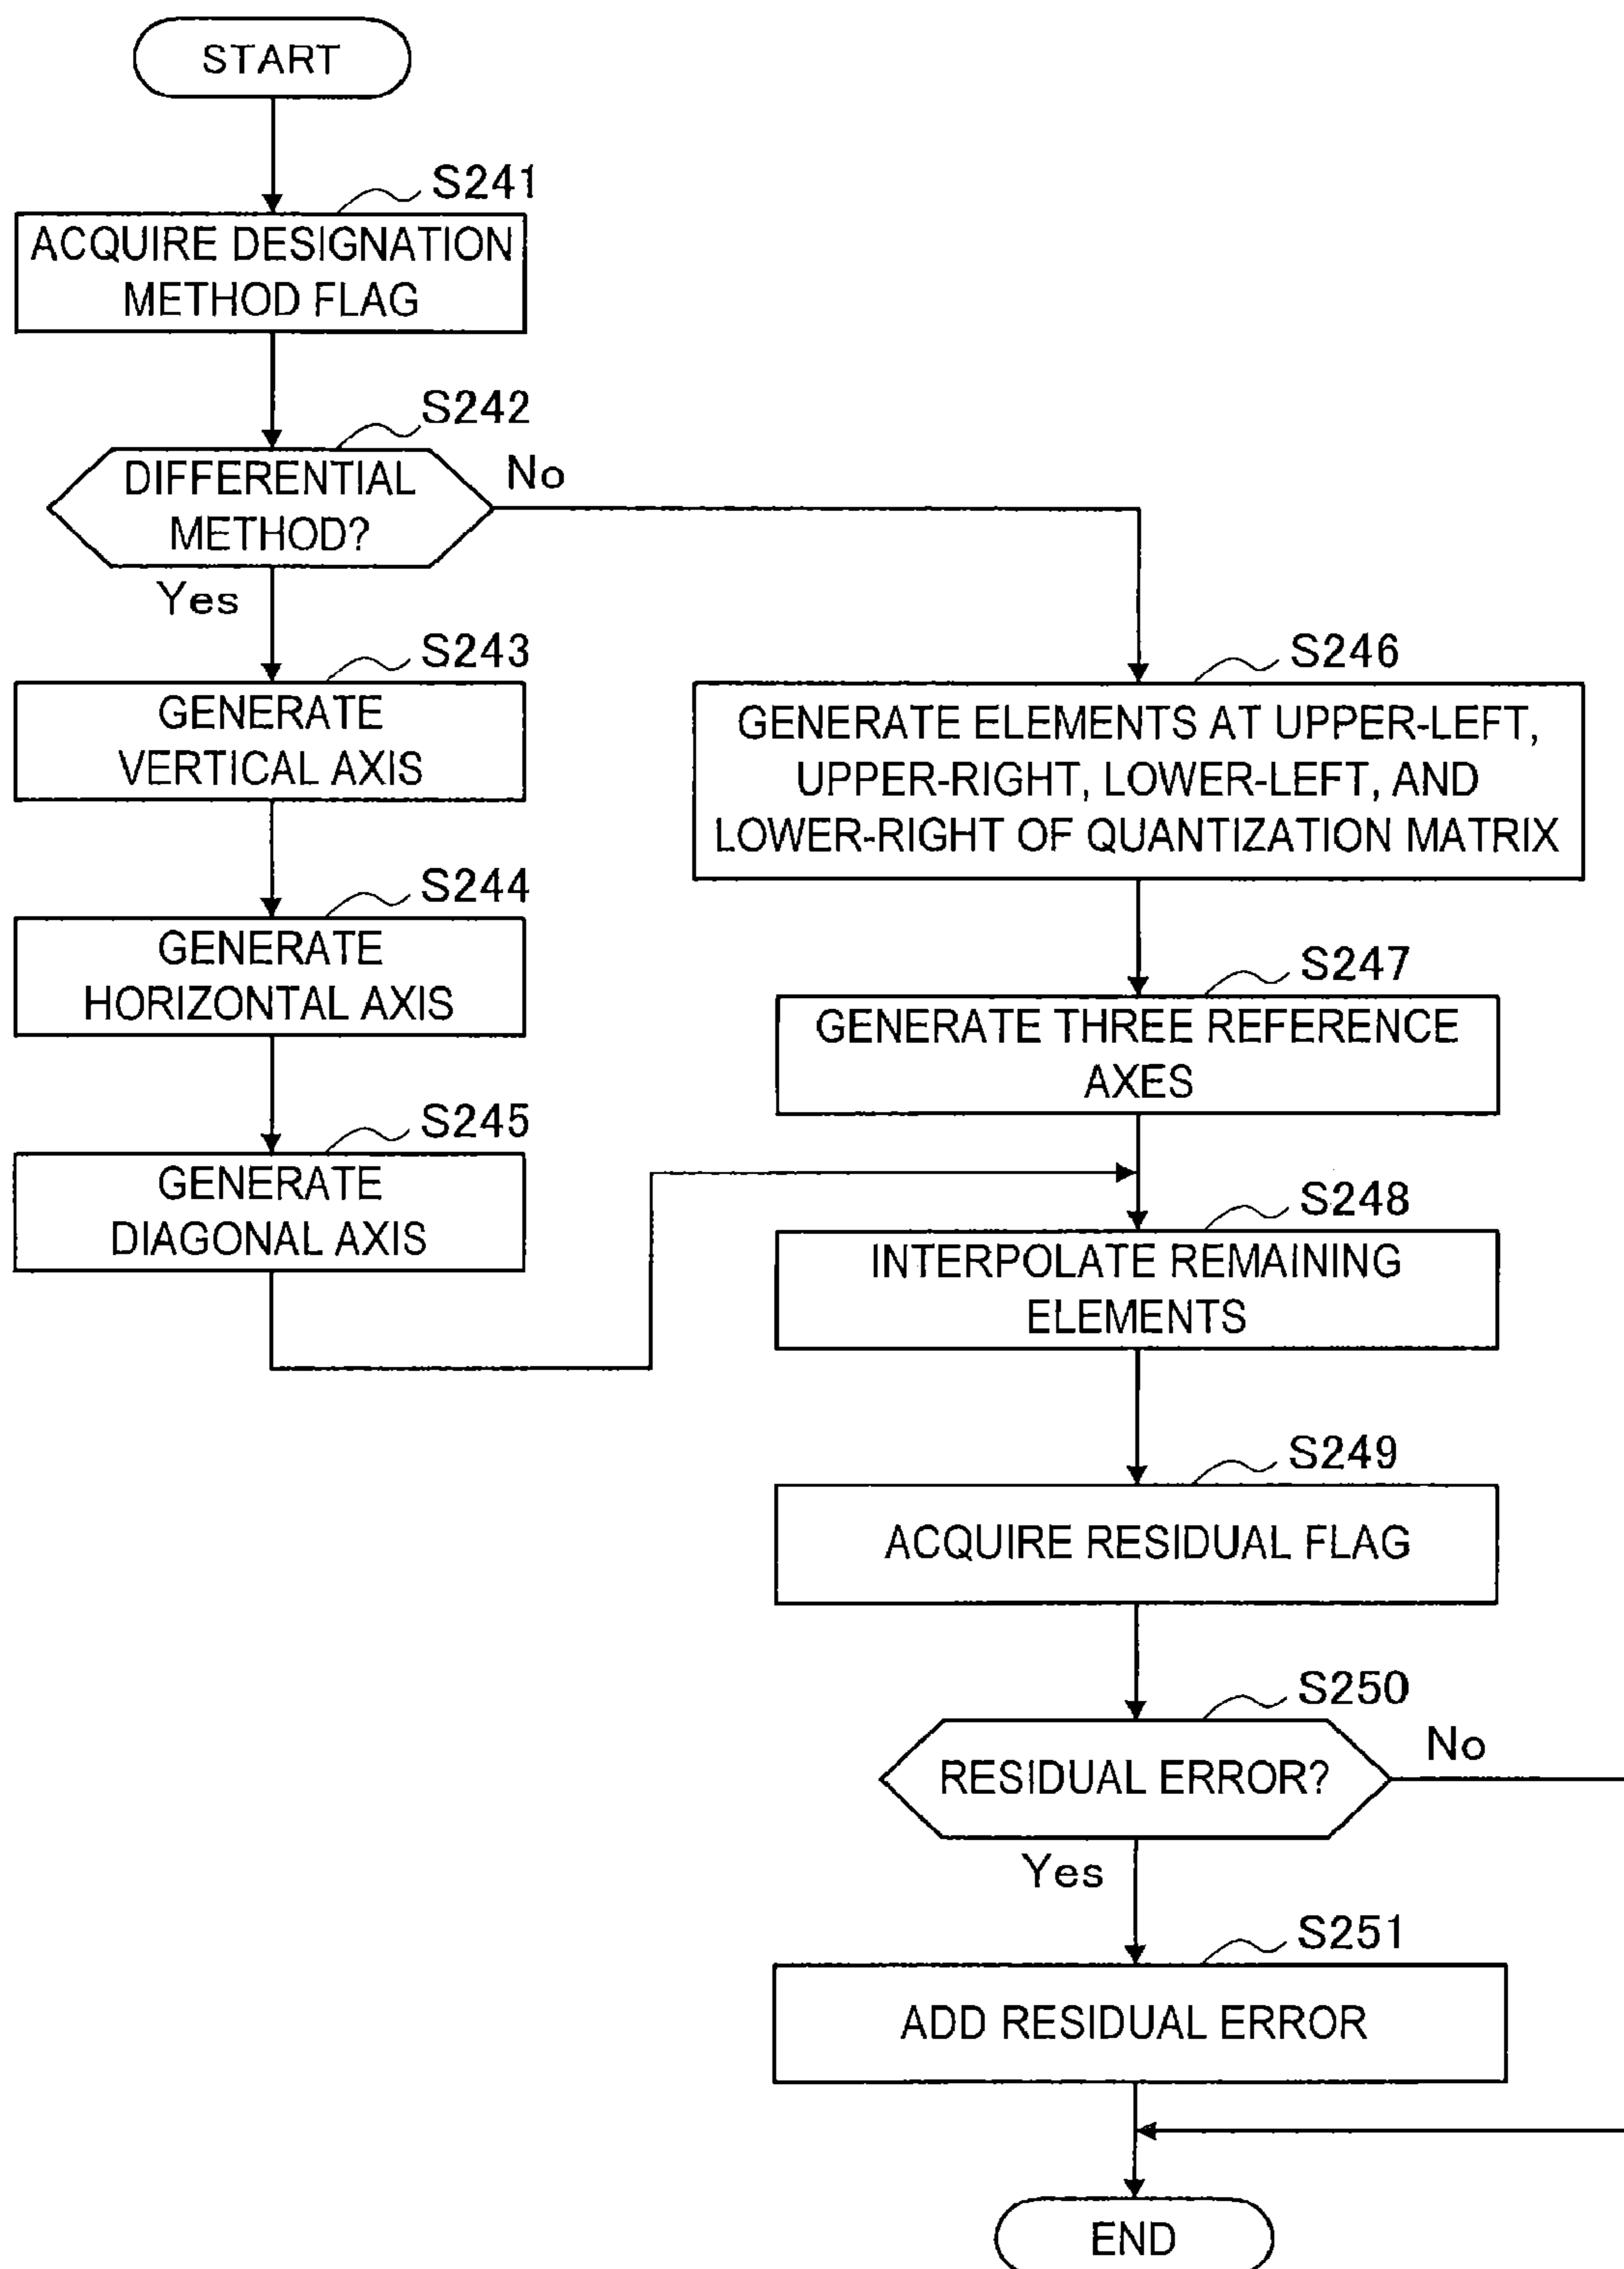 START
S241
ACQUIRE DESIGNATION
METHOD FLAG
S242
DIFFERENTIAL
METHOD?
No
Yes
S243
GENERATE
VERTICAL AXIS
S244
GENERATE
HORIZONTAL AXIS
S245
GENERATE
DIAGONAL AXIS
S246
GENERATE ELEMENTS AT UPPER-LEFT,
UPPER-RIGHT, LOWER-LEFT, AND
LOWER-RIGHT OF QUANTIZATION MATRIX
S247
GENERATE THREE REFERENCE
AXES
S248
INTERPOLATE REMAINING
ELEMENTS
S249
ACQUIRE RESIDUAL FLAG
S250
RESIDUAL ERROR?
No
Yes
S251
ADD RESIDUAL ERROR
END